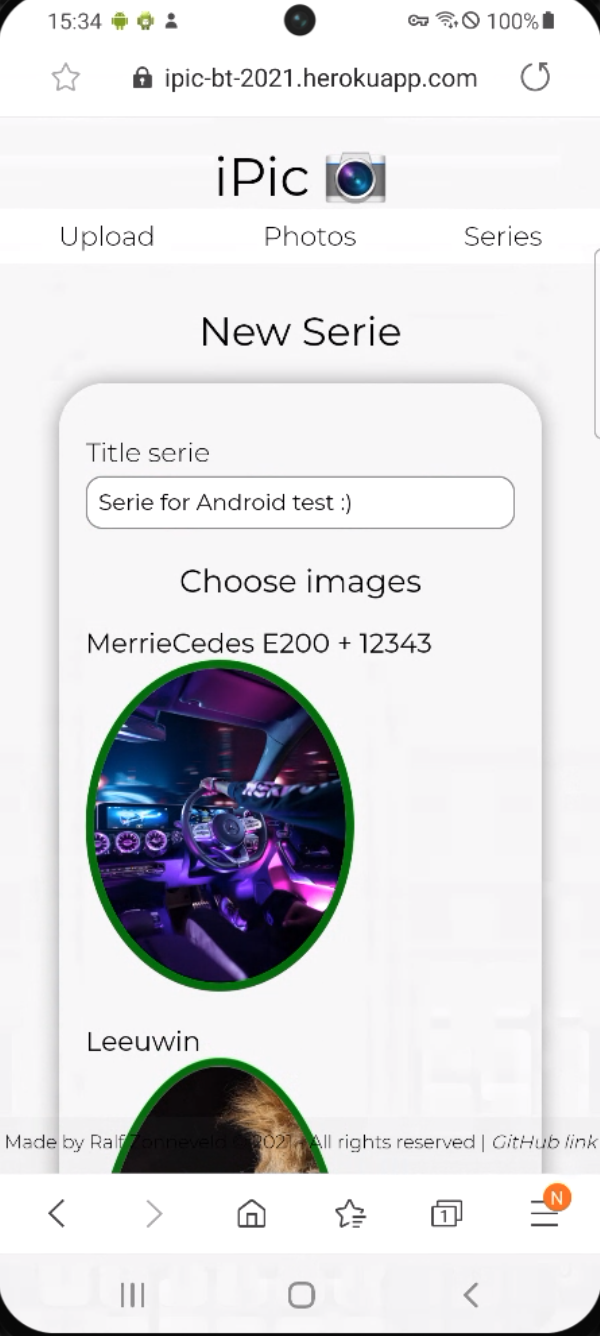 15:34 100%
ipic-bt-2021.herokuapp.com
iPic
Upload Photos Series
New Serie
Title serie
Serie for Android test :)
Choose images
MerrieCedes E200 + 12343
Leeuwin
Made by Ralf Zonneveld © 2021 - All rights reserved | GitHub link
1
N